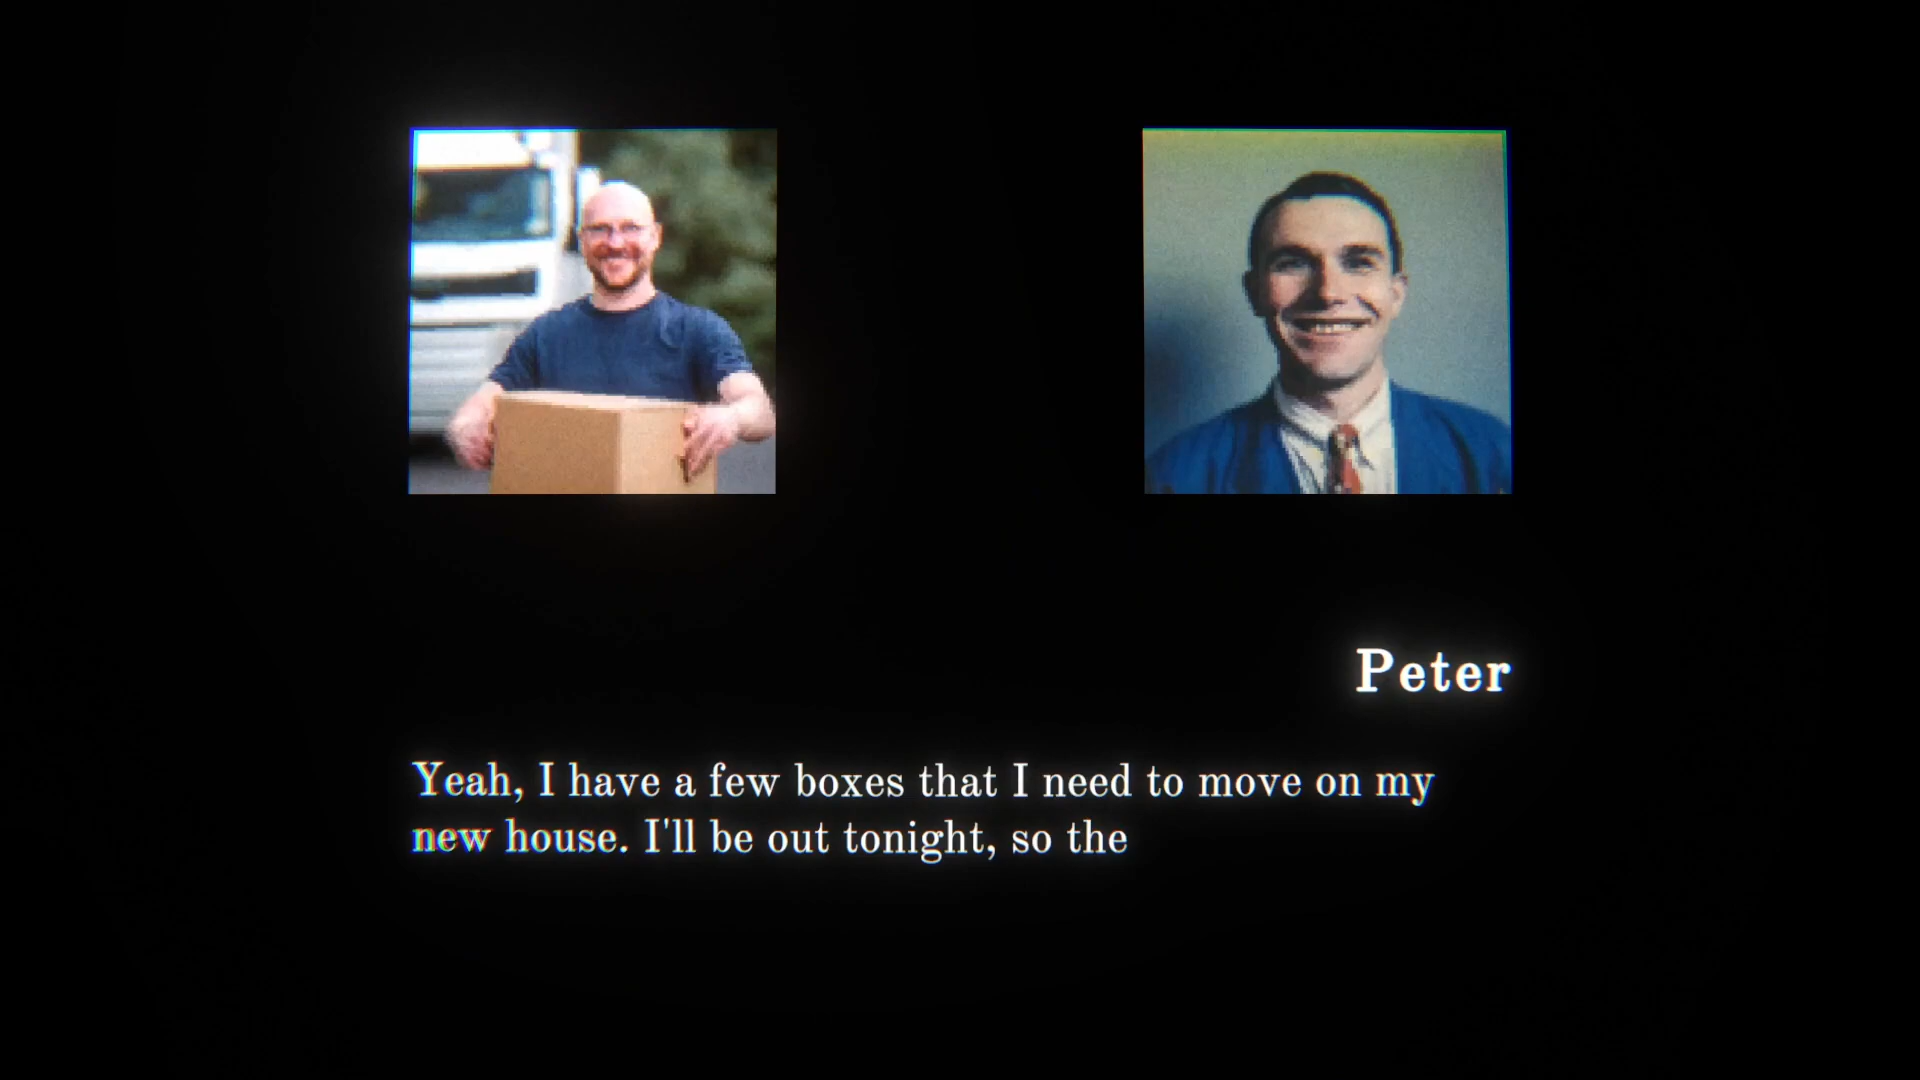 Peter
Yeah, I have a few boxes that I need to move on my
new house. I'll be out tonight, so the